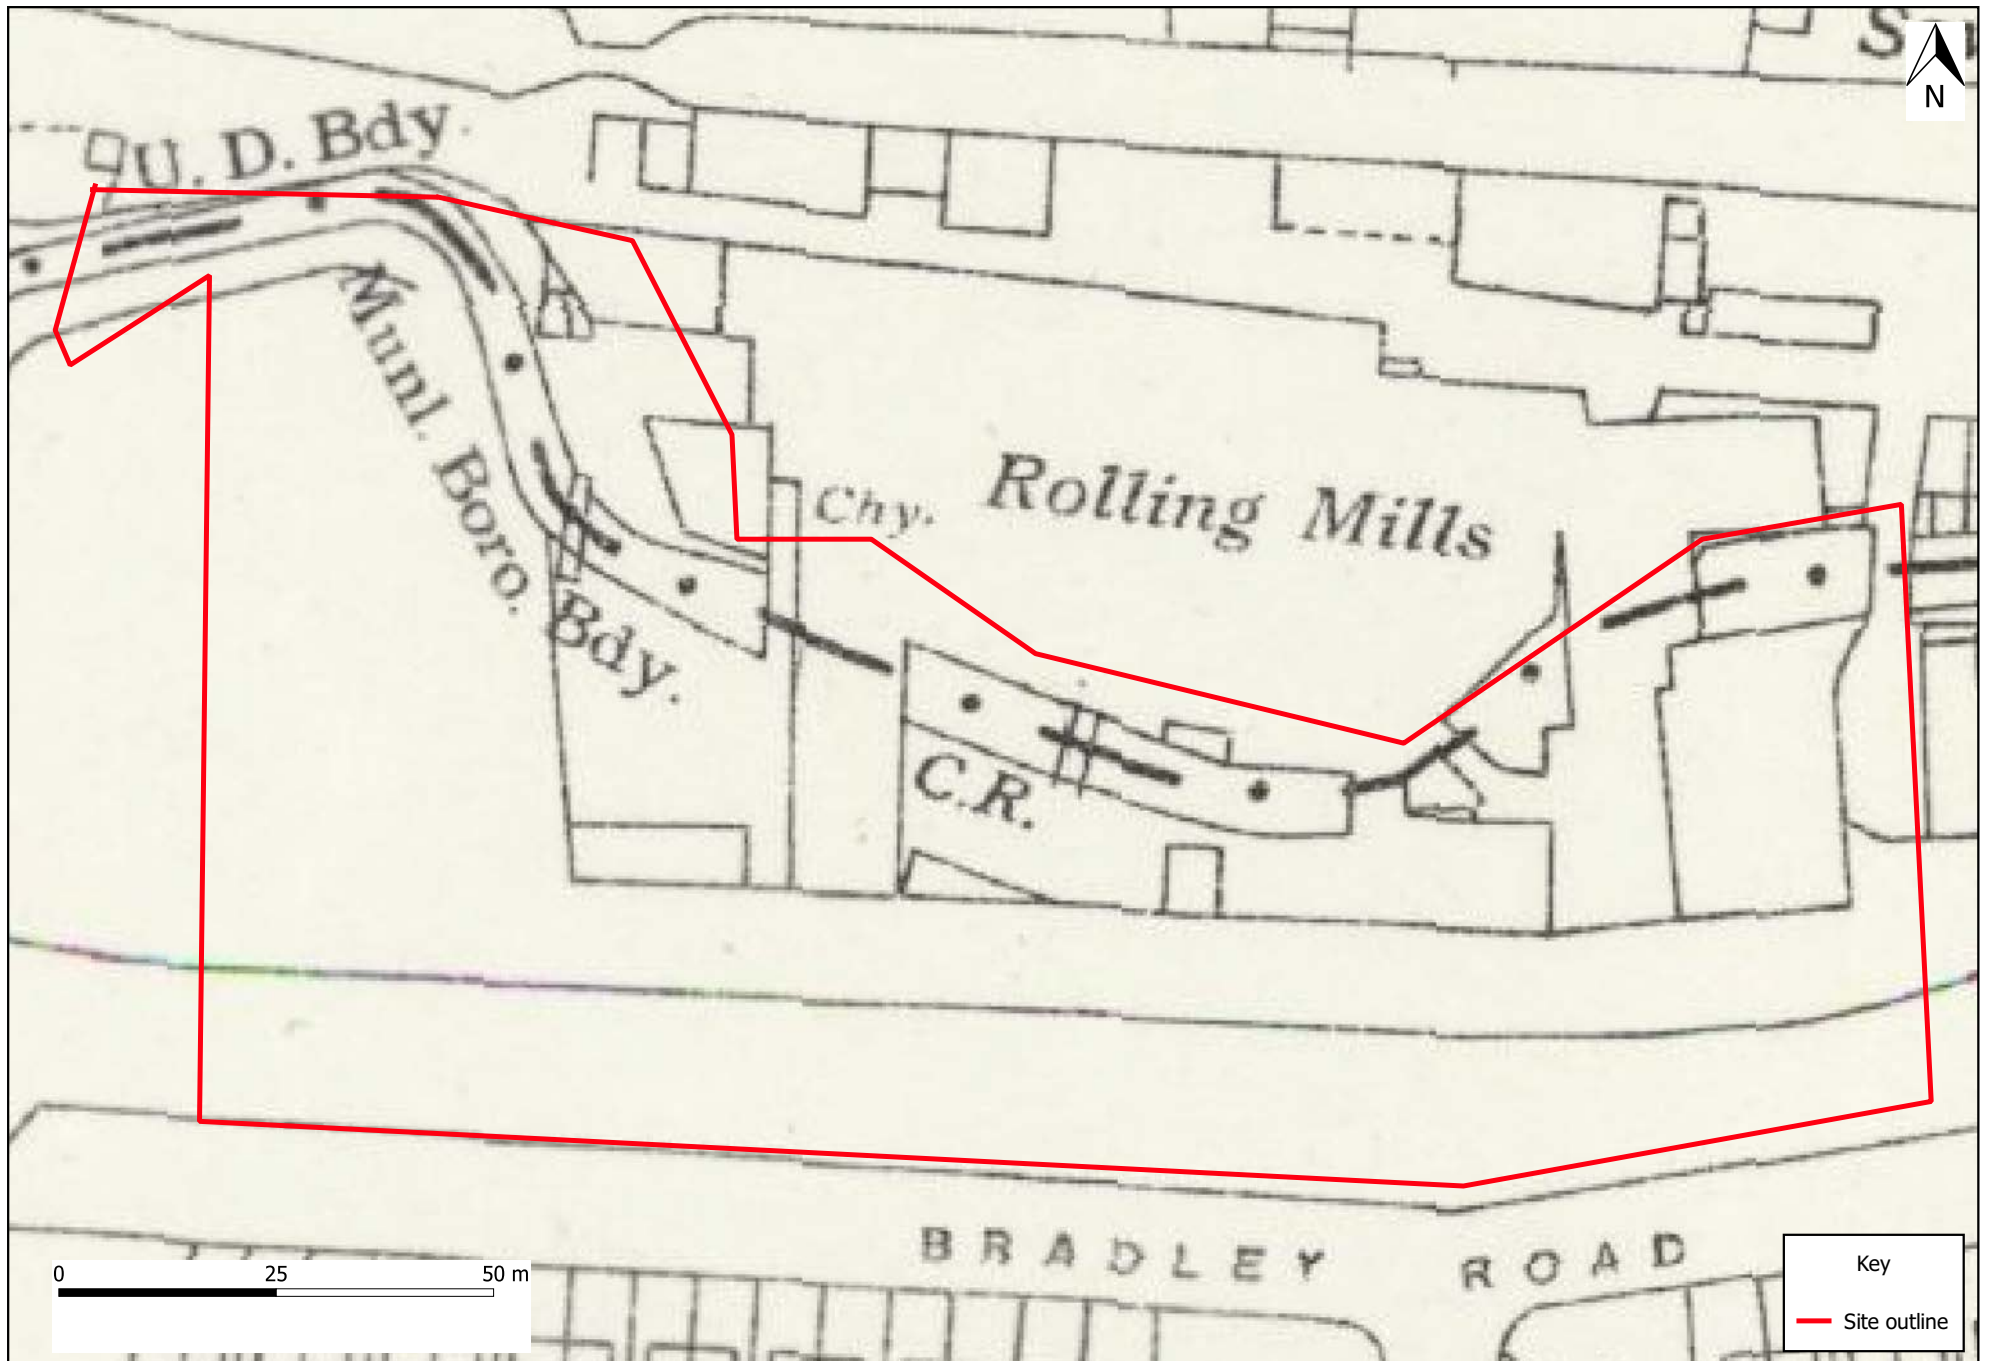 N
U. D. Bdy.
Munl. Boro. Bdy.
Chy. Rolling Mills
C.R.
BRADLEY ROAD
0 25 50 m
Key
Site outline